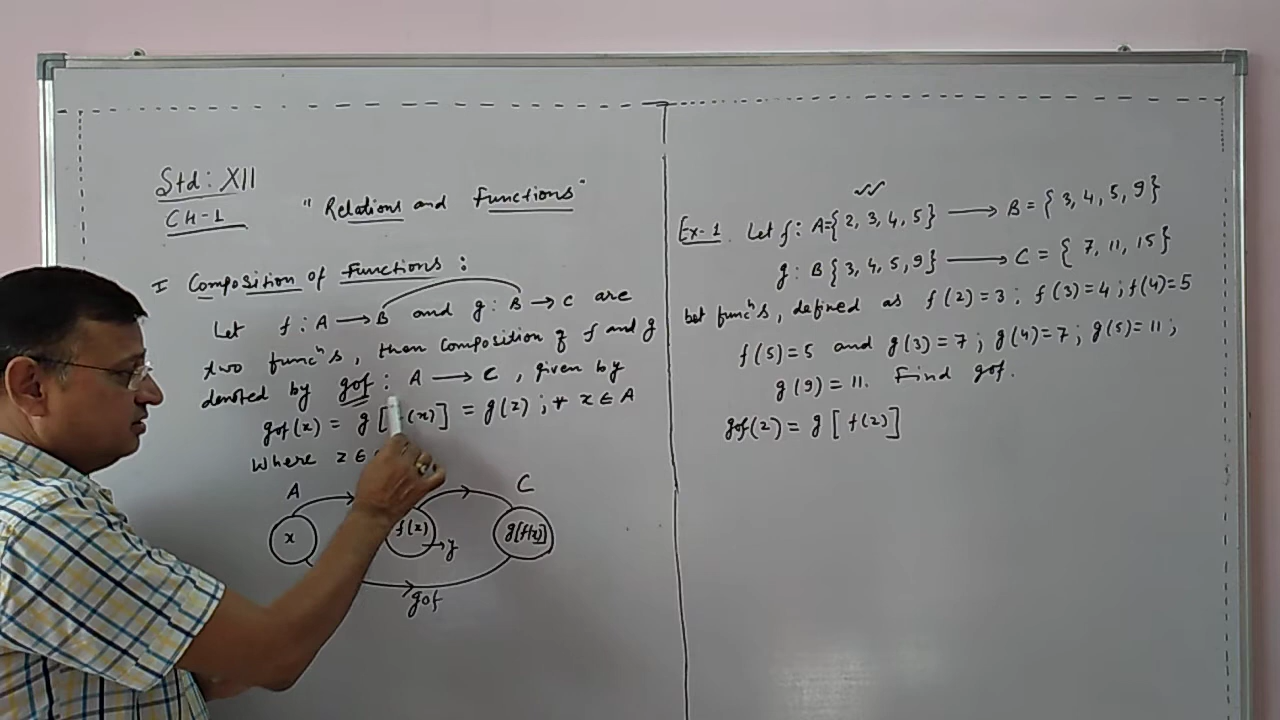 Std: XII
CH-1
" Relations and Functions "
I Composition of Functions :
Let f : A → B and g : B → C are
two funcⁿs, then composition of f and g
denoted by gof : A → C, given by
gof(x) = g[f(x)] = g(z) ; ∀ x ∈ A
Where z ∈
A C
x f(x) g[f(x)]
y
gof
Ex-1. Let f : A={2, 3, 4, 5} → B = {3, 4, 5, 9}
g : B{3, 4, 5, 9} → C = {7, 11, 15}
bet funcⁿs, defined as f(2)=3 ; f(3)=4 ; f(4)=5
f(5)=5 and g(3)=7 ; g(4)=7 ; g(5)=11 ;
g(9)=11. Find gof.
gof(2) = g[f(2)]